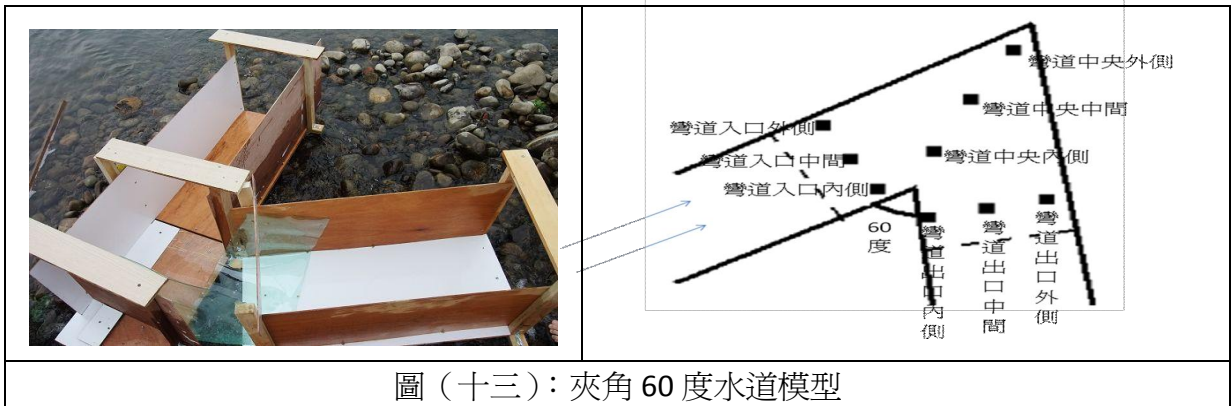 彎道中央外側
彎道中央中間
彎道入口外側
彎道入口中間
彎道中央內側
彎道入口內側
60
度
彎道出口內側
彎道出口中間
彎道出口外側
圖（十三）：夾角 60 度水道模型